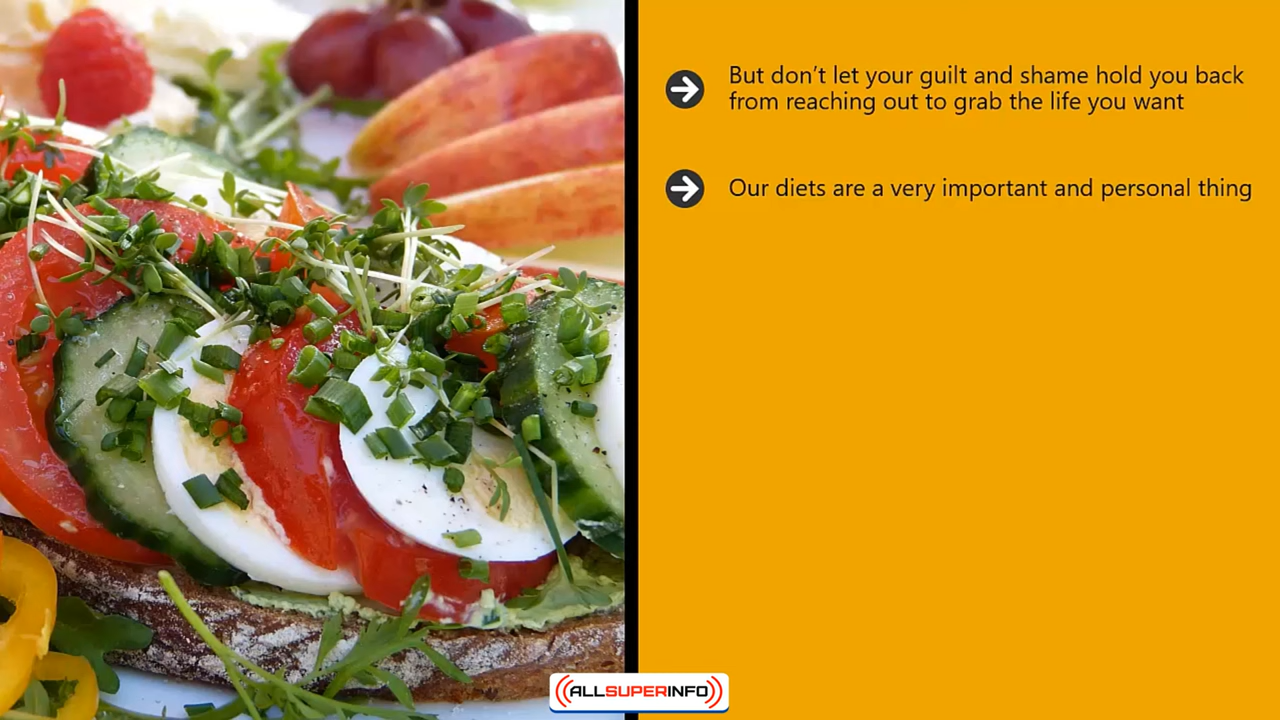 But don’t let your guilt and shame hold you back
from reaching out to grab the life you want
Our diets are a very important and personal thing
ALLSUPERINFO